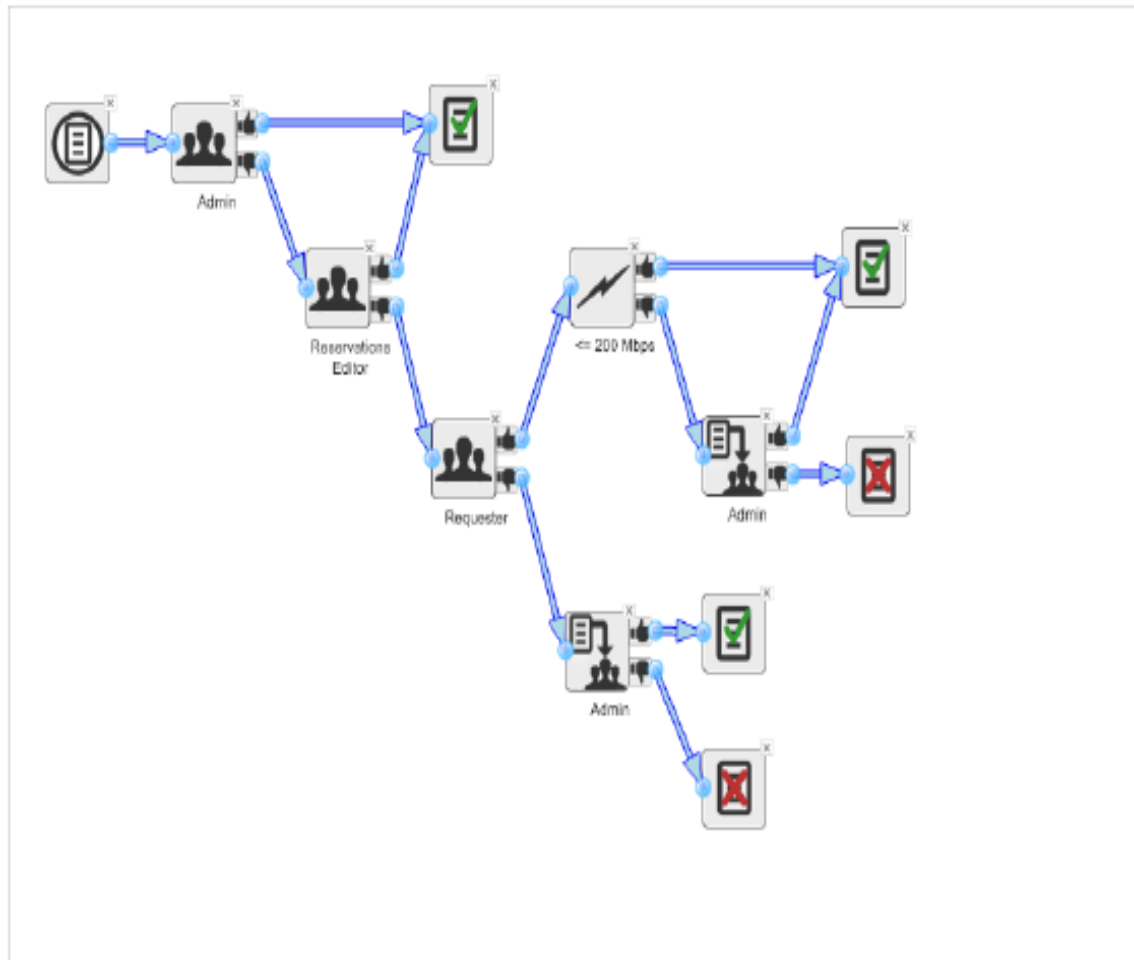 x
x
x
Admin
x
x
x
Reservations
Editor
<= 200 Mbps
x
x
x
Requester
Admin
x
x
Admin
x